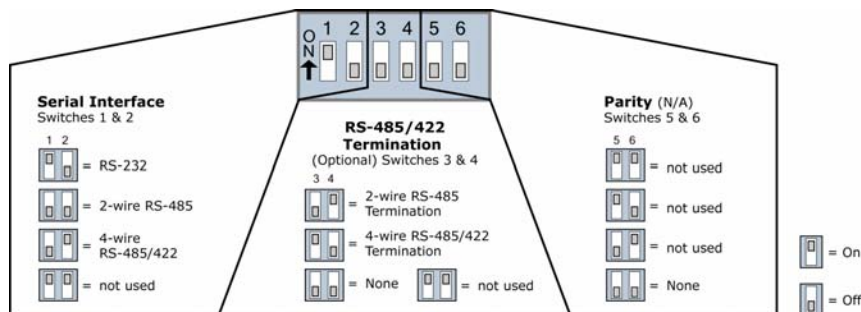 ON
1 2 3 4 5 6
Serial Interface
Switches 1 & 2
1 2
= RS-232
= 2-wire RS-485
= 4-wire
RS-485/422
= not used
RS-485/422
Termination
(Optional) Switches 3 & 4
3 4
= 2-wire RS-485
Termination
= 4-wire RS-485/422
Termination
= None
= not used
Parity (N/A)
Switches 5 & 6
5 6
= not used
= not used
= not used
= None
= On
= Off